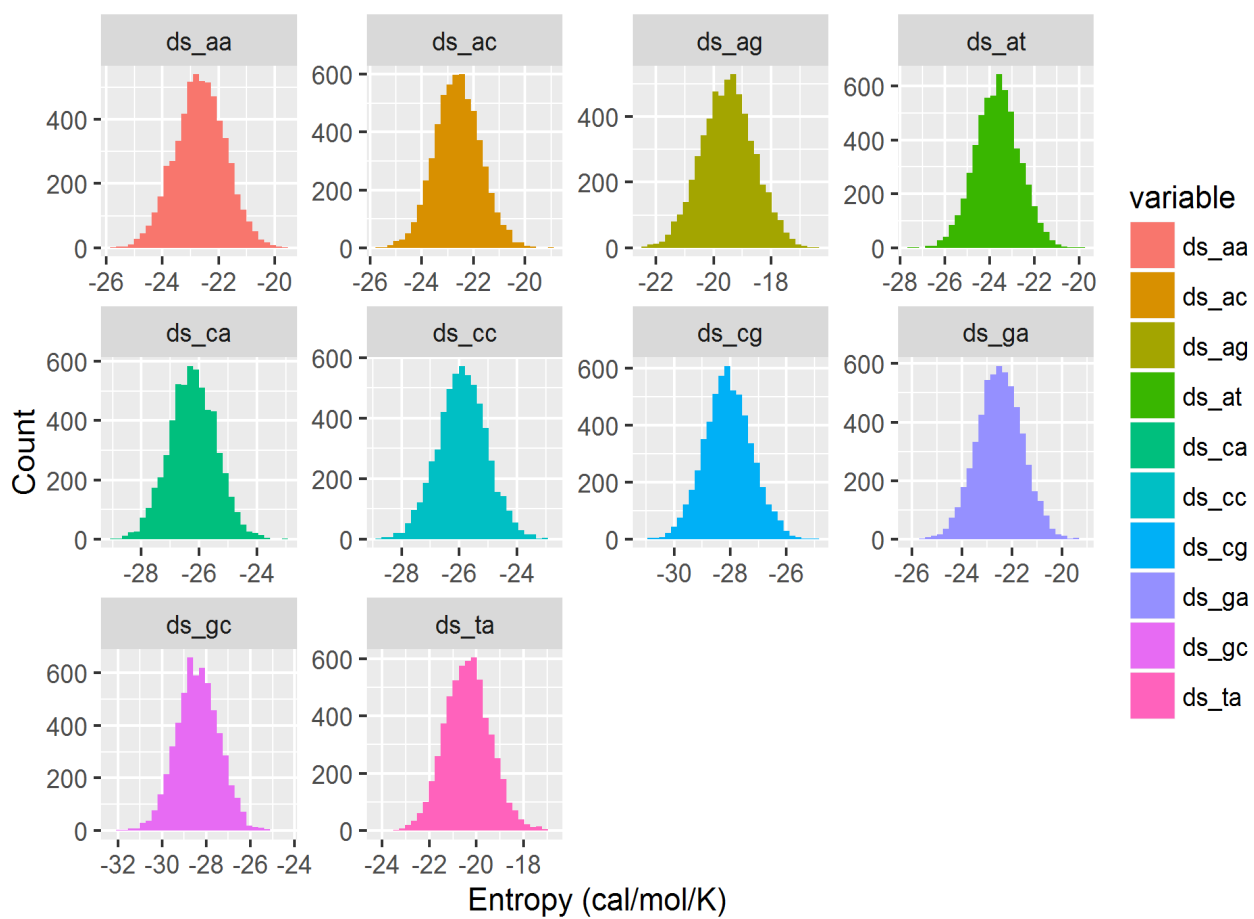 ds_aa ds_ac ds_ag ds_at
400 200 0
600 400 200 0
400 200 0
600 400 200 0
-26 -24 -22 -20
-26 -24 -22 -20
-22 -20 -18
-28 -26 -24 -22 -20
ds_ca ds_cc ds_cg ds_ga
600 400 200 0
600 400 200 0
600 400 200 0
600 400 200 0
-28 -26 -24
-28 -26 -24
-30 -28 -26
-26 -24 -22 -20
ds_gc ds_ta
600 400 200 0
600 400 200 0
-32 -30 -28 -26 -24
-24 -22 -20 -18
Count
Entropy (cal/mol/K)
variable
ds_aa
ds_ac
ds_ag
ds_at
ds_ca
ds_cc
ds_cg
ds_ga
ds_gc
ds_ta